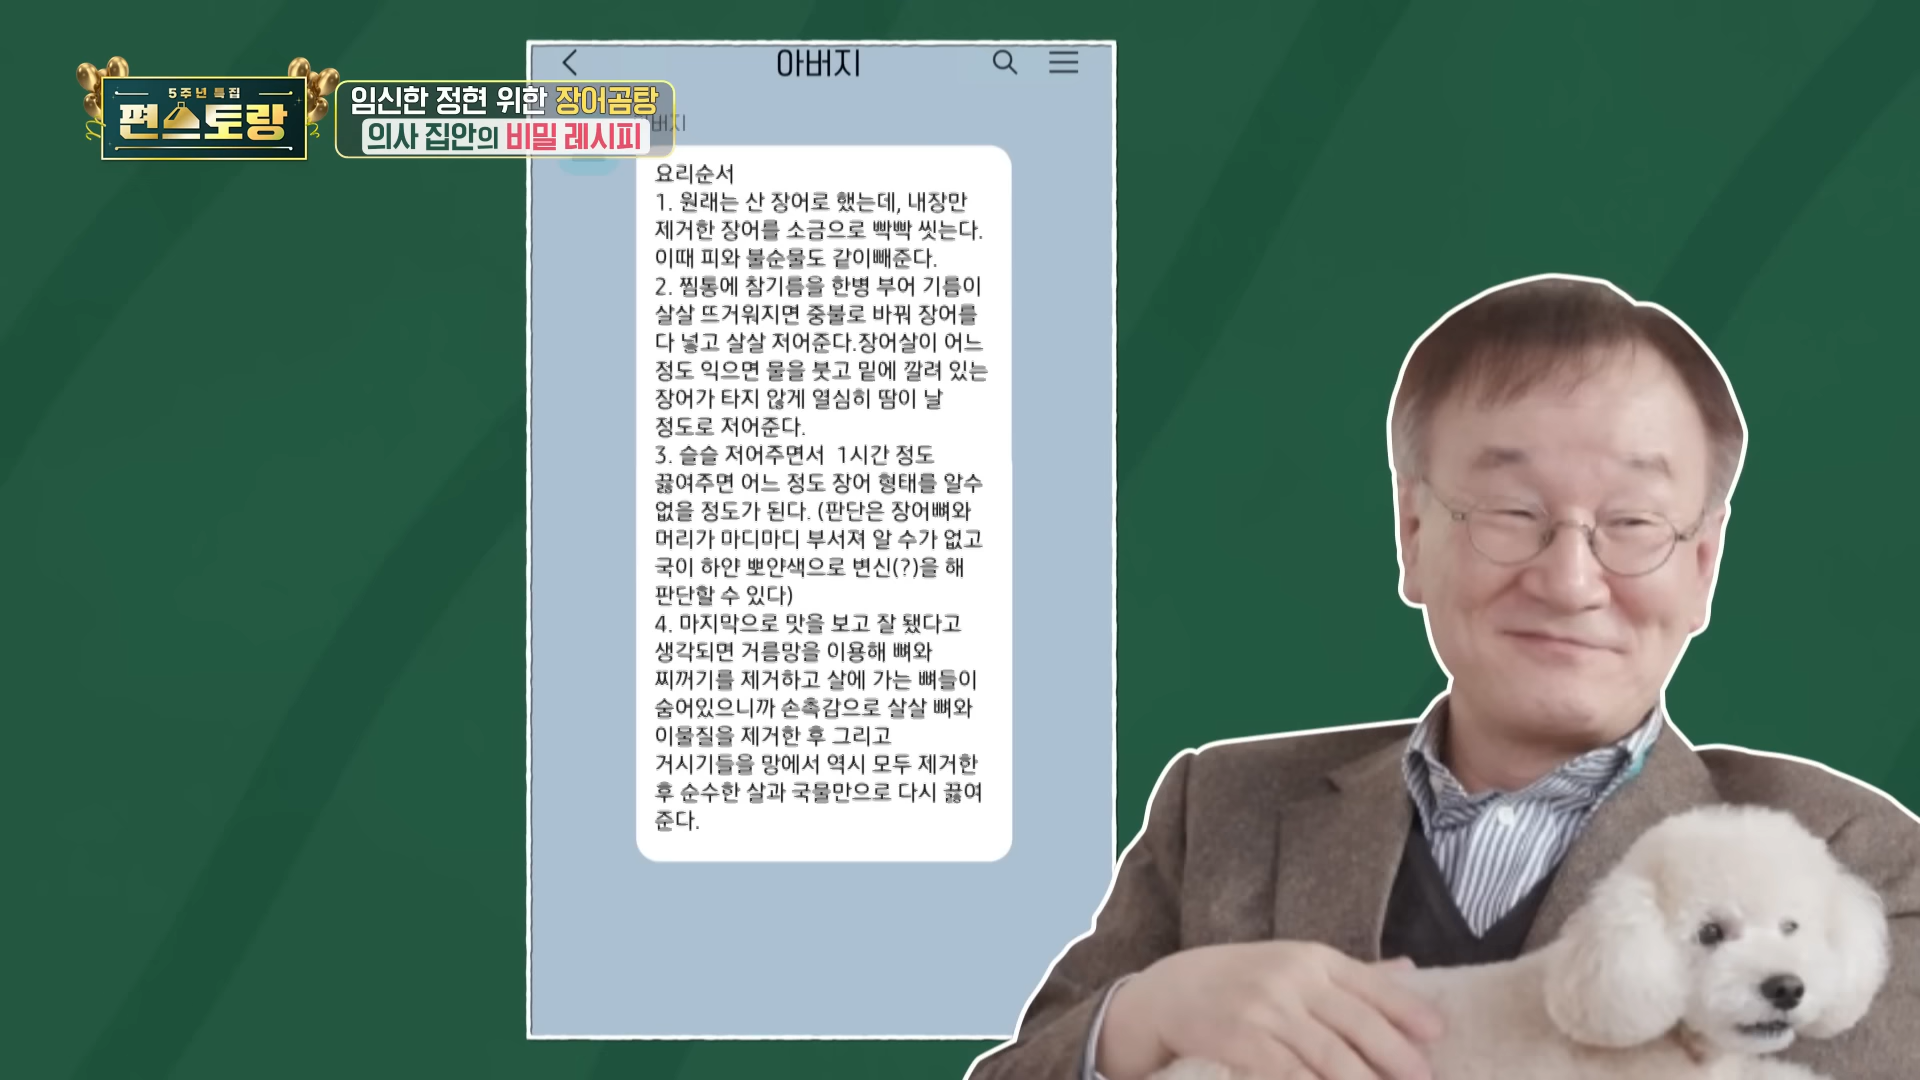 5주년 특집
편스토랑
임신한 정현 위한 장어곰탕
의사 집안의 비밀 레시피
아버지
버지
요리순서
1. 원래는 산 장어로 했는데, 내장만
제거한 장어를 소금으로 빡빡 씻는다.
이때 피와 불순물도 같이빼준다.
2. 찜통에 참기름을 한병 부어 기름이
살살 뜨거워지면 중불로 바꿔 장어를
다 넣고 살살 저어준다.장어살이 어느
정도 익으면 물을 붓고 밑에 깔려 있는
장어가 타지 않게 열심히 땀이 날
정도로 저어준다.
3. 슬슬 저어주면서 1시간 정도
끓여주면 어느 정도 장어 형태를 알수
없을 정도가 된다. (판단은 장어뼈와
머리가 마디마디 부서져 알 수가 없고
국이 하얀 뽀얀색으로 변신(?)을 해
판단할 수 있다)
4. 마지막으로 맛을 보고 잘 됐다고
생각되면 거름망을 이용해 뼈와
찌꺼기를 제거하고 살에 가는 뼈들이
숨어있으니까 손촉감으로 살살 뼈와
이물질을 제거한 후 그리고
거시기들을 망에서 역시 모두 제거한
후 순수한 살과 국물만으로 다시 끓여
준다.